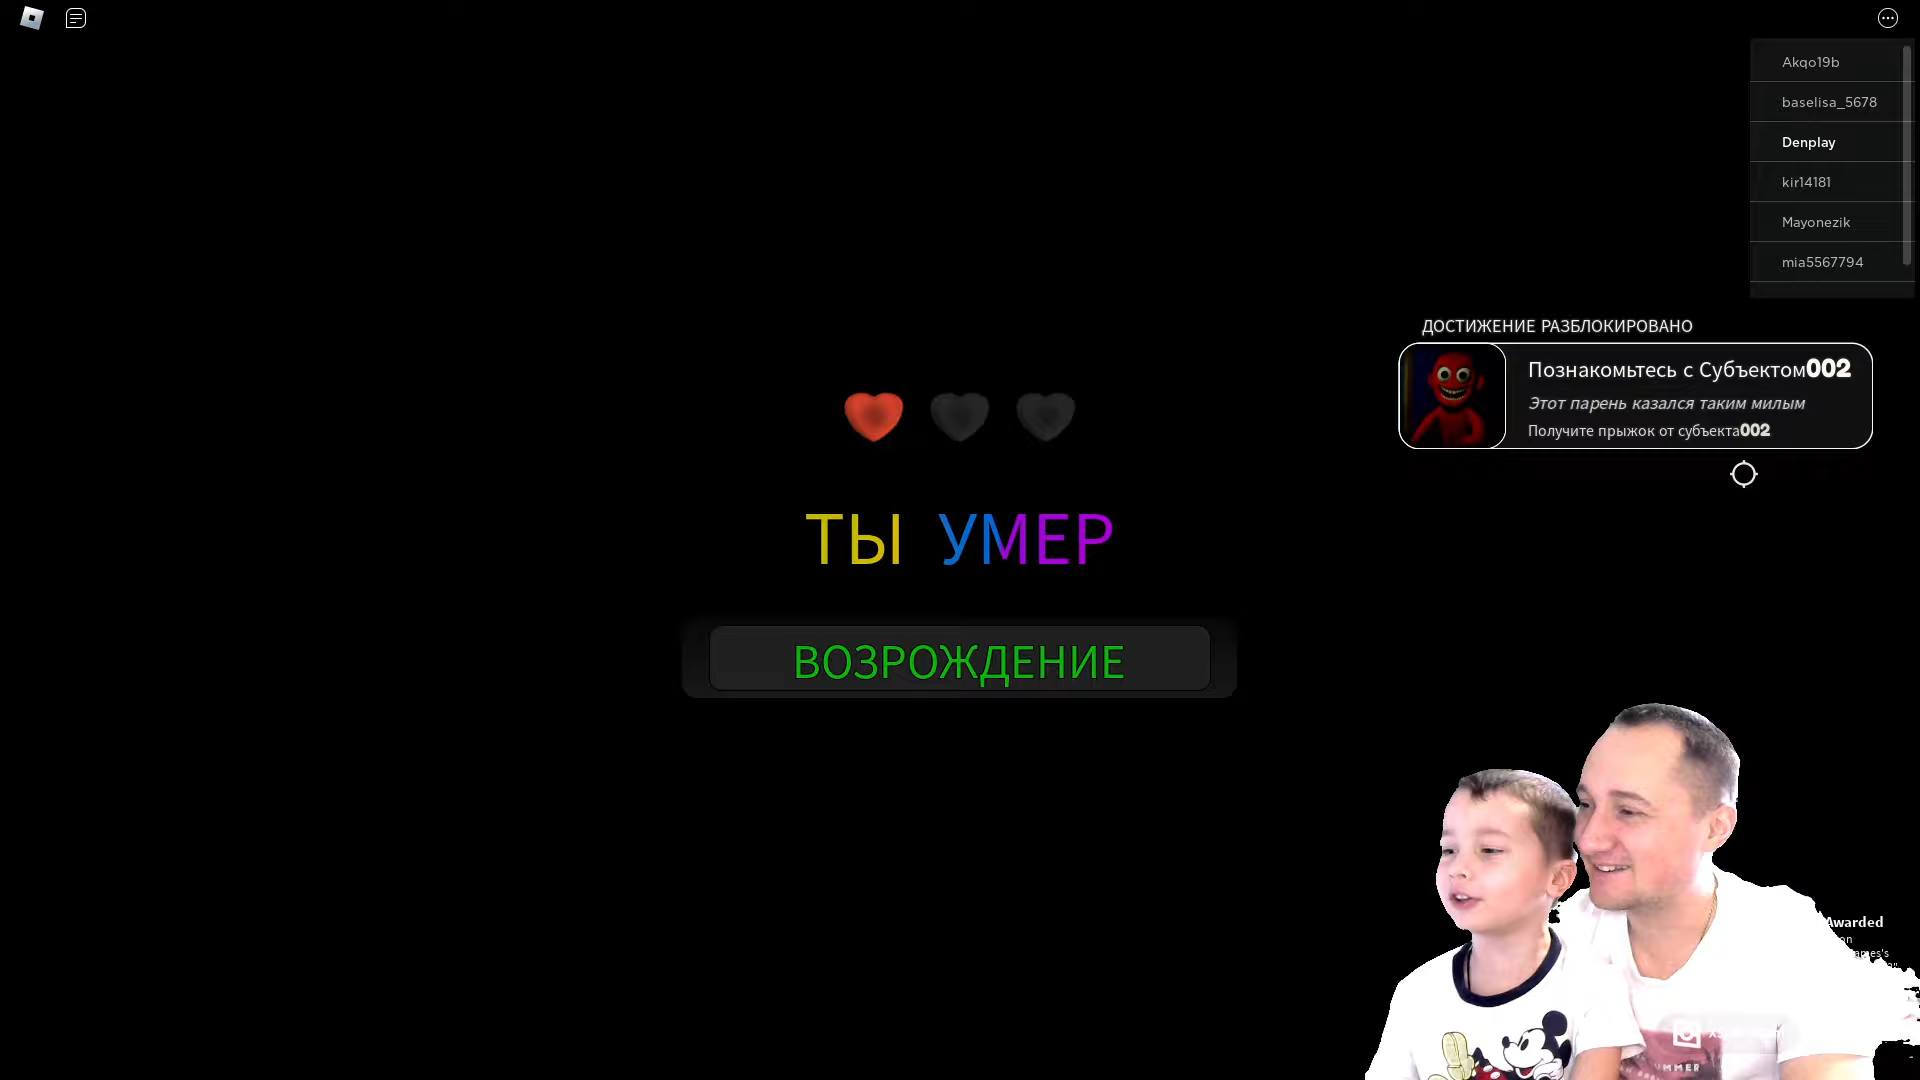 Akqo19b
baselisa_5678
Denplay
kir14181
Mayonezik
mia5567794
ДОСТИЖЕНИЕ РАЗБЛОКИРОВАНО
Познакомьтесь с Субъектом002
Этот парень казался таким милым
Получите прыжок от субъекта002
ТЫ УМЕР
ВОЗРОЖДЕНИЕ
Awarded